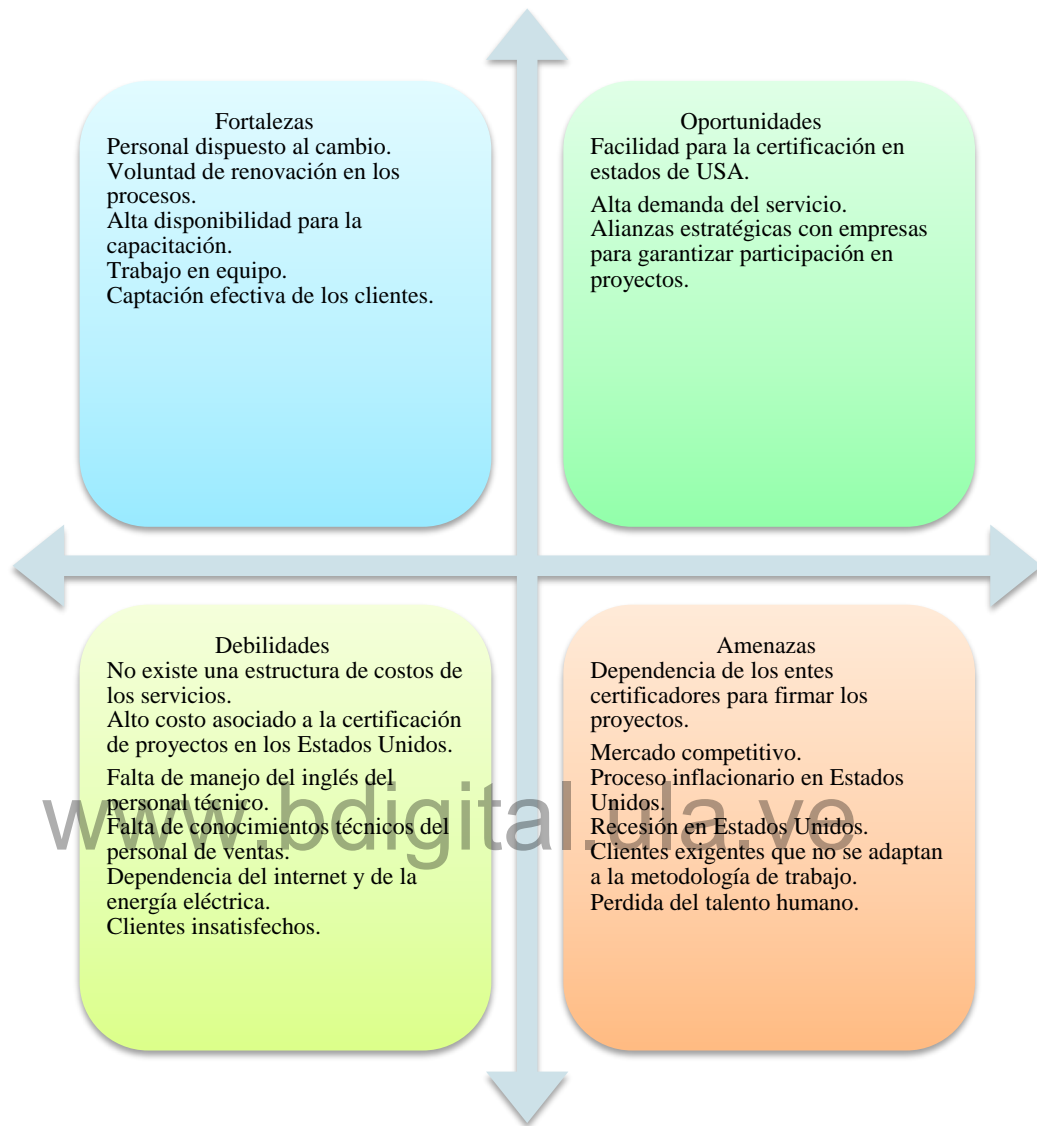 Fortalezas
Personal dispuesto al cambio.
Voluntad de renovación en los
procesos.
Alta disponibilidad para la
capacitación.
Trabajo en equipo.
Captación efectiva de los clientes.
Oportunidades
Facilidad para la certificación en
estados de USA.
Alta demanda del servicio.
Alianzas estratégicas con empresas
para garantizar participación en
proyectos.
Debilidades
No existe una estructura de costos de
los servicios.
Alto costo asociado a la certificación
de proyectos en los Estados Unidos.
Falta de manejo del inglés del
personal técnico.
Falta de conocimientos técnicos del
personal de ventas.
Dependencia del internet y de la
energía eléctrica.
Clientes insatisfechos.
Amenazas
Dependencia de los entes
certificadores para firmar los
proyectos.
Mercado competitivo.
Proceso inflacionario en Estados
Unidos.
Recesión en Estados Unidos.
Clientes exigentes que no se adaptan
a la metodología de trabajo.
Perdida del talento humano.
www.bdigital.ula.ve